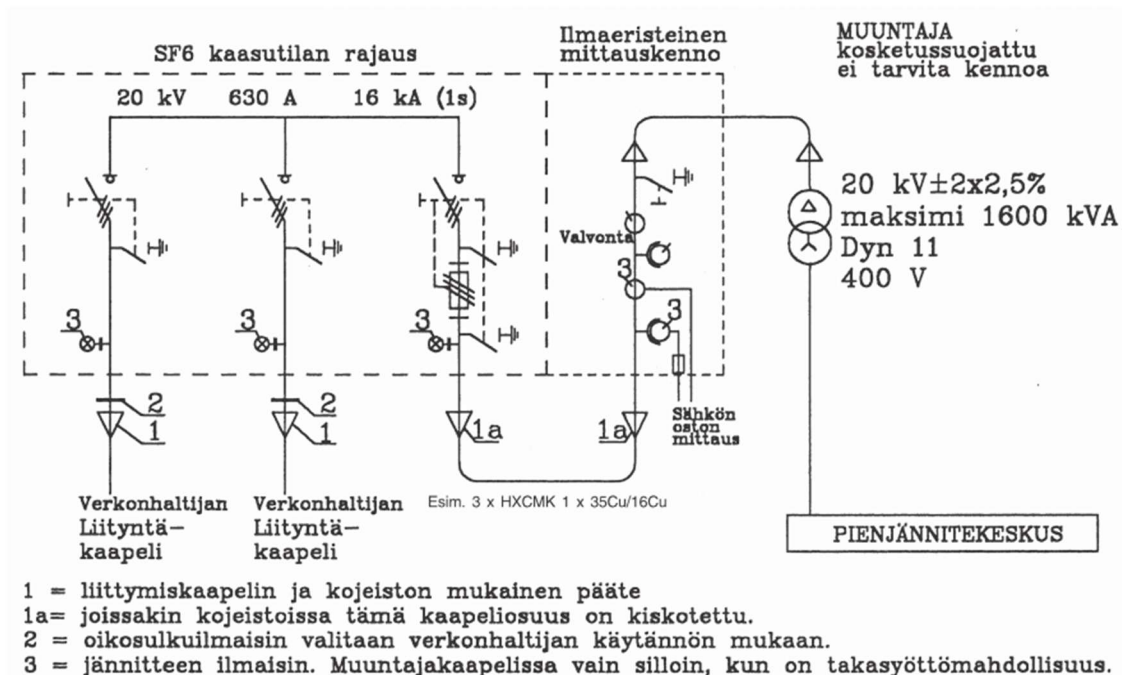 SF6 kaasutilan rajaus
Ilmaeristeinen
mittauskenno
MUUNTAJA
kosketussuojattu
ei tarvita kennoa
20 kV 630 A 16 kA (1s)
20 kV±2x2,5%
maksimi 1600 kVA
Dyn 11
400 V
Valvonta
3
3
3
3
3
2
1
2
1
1a
1a
Sähkön
oston
mittaus
Verkonhaltijan
Liityntä-
kaapeli
Verkonhaltijan
Liityntä-
kaapeli
Esim. 3 x HXCMK 1 x 35Cu/16Cu
PIENJÄNNITEKESKUS
1 = liittymiskaapelin ja kojeiston mukainen pääte
1a= joissakin kojeistoissa tämä kaapeliosuus on kiskotettu.
2 = oikosulkuilmaisin valitaan verkonhaltijan käytännön mukaan.
3 = jännitteen ilmaisin. Muuntajakaapelissa vain silloin, kun on takasyöttömahdollisuus.